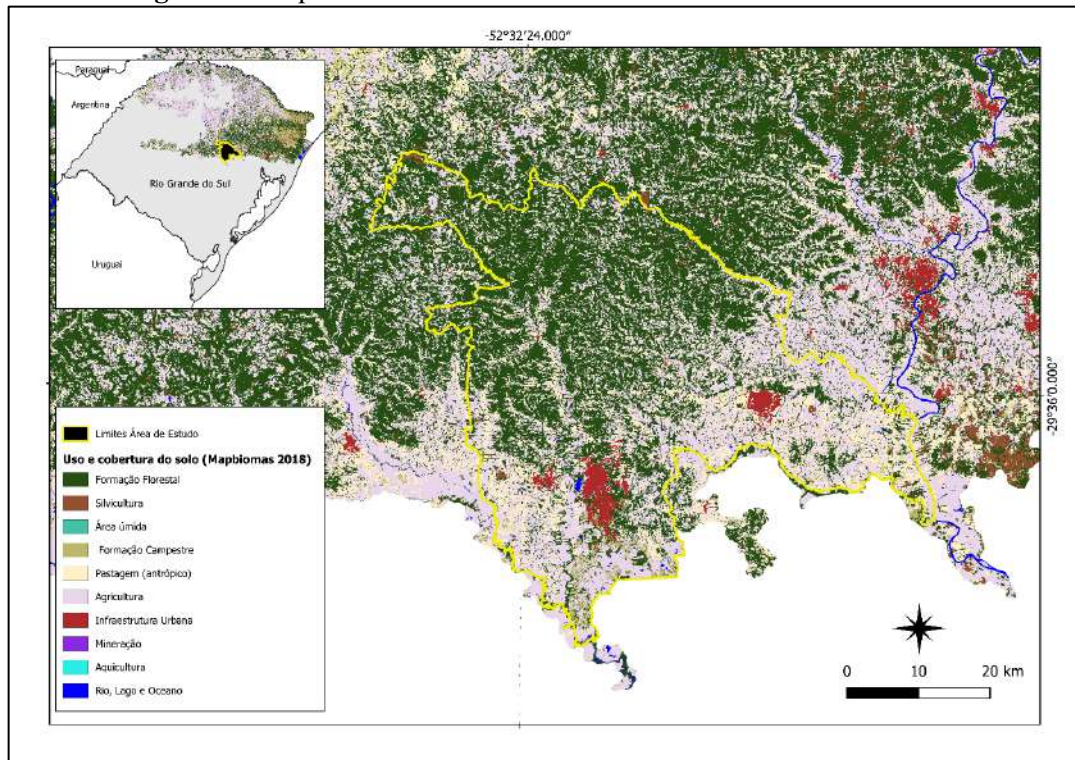 -52°32'24.000"
Paraguai
Argentina
Rio Grande do Sul
Uruguai
-29°36'0.000"
Limites Área de Estudo
Uso e cobertura do solo (Mapbiomas 2018)
Formação Florestal
Silvicultura
Área úmida
Formação Campestre
Pastagem (antrópico)
Agricultura
Infraestrutura Urbana
Mineração
Aquicultura
Rio, Lago e Oceano
0 10 20 km